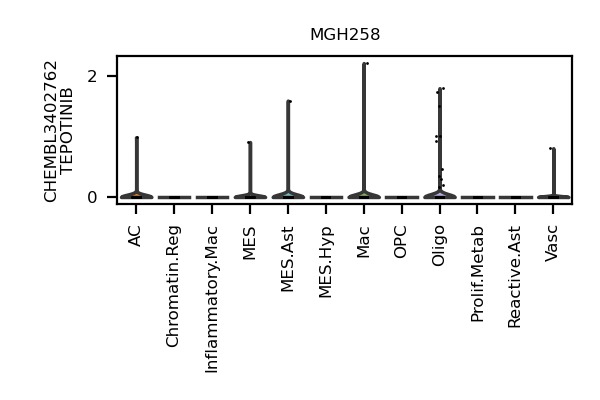 MGH258
CHEMBL3402762
TEPOTINIB
2
0
AC
Chromatin.Reg
Inflammatory.Mac
MES
MES.Ast
MES.Hyp
Mac
OPC
Oligo
Prolif.Metab
Reactive.Ast
Vasc